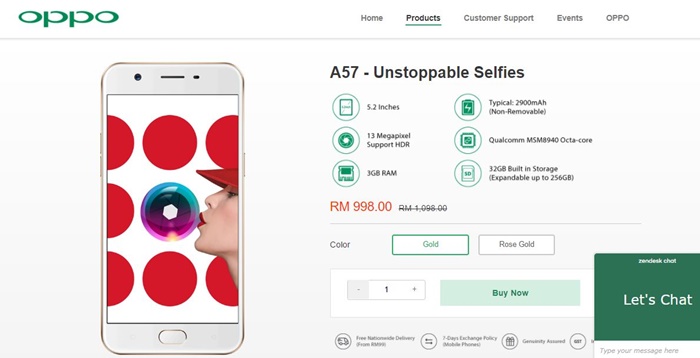 oppo
Home
Products
Customer Support
Events
OPPO
A57 - Unstoppable Selfies
5.2 Inches
Typical: 2900mAh
(Non-Removable)
13 Megapixel
Support HDR
Qualcomm MSM8940 Octa-core
3GB RAM
SD
32GB Built in Storage
(Expandable up to 256GB)
RM 998.00 RM 1,098.00
Color
Gold
Rose Gold
- 1 +
Buy Now
Free Nationwide Delivery
7-Days Exchange Policy
(Mobile Phones)
Genuinely Assured
GST
zendesk chat
Let's Chat
Type your message here